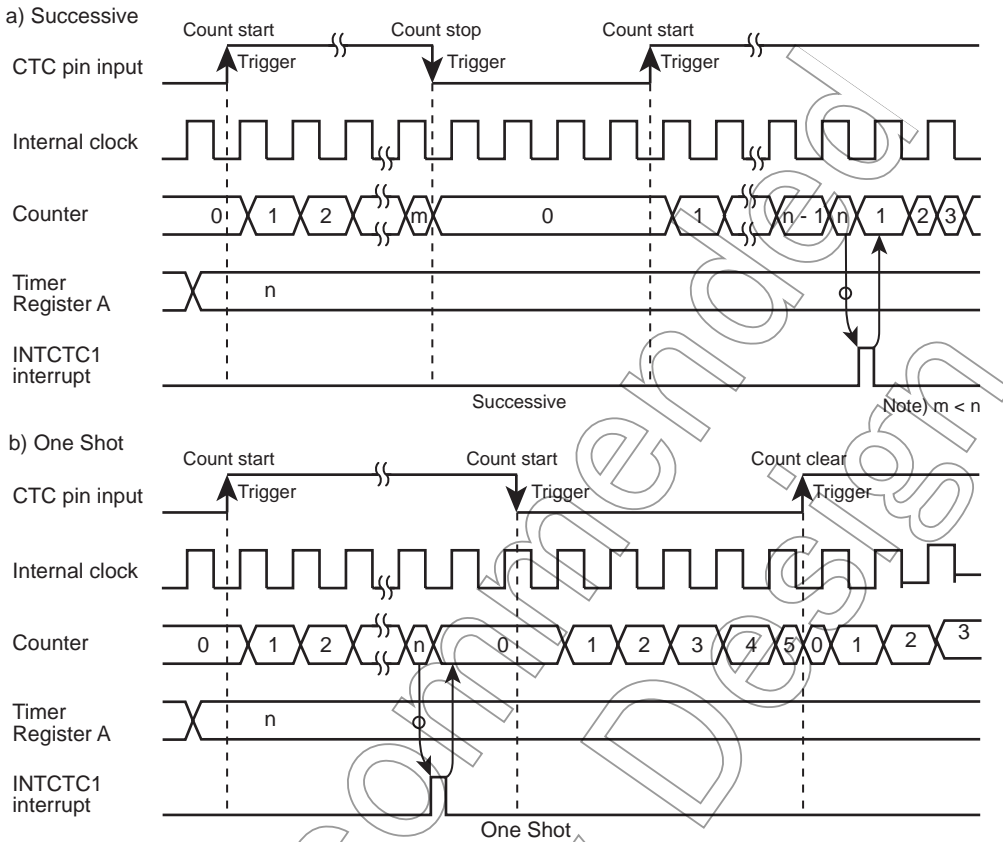 a) Successive
Count start Count stop Count start
CTC pin input Trigger Trigger Trigger
Internal clock
Counter 0 1 2 m 0 1 n - 1 n 1 2 3
Timer
Register A n
INTCTC1
interrupt
Successive Note) m < n
b) One Shot
Count start Count start Count clear
CTC pin input Trigger Trigger Trigger
Internal clock
Counter 0 1 2 n 0 1 2 3 4 5 0 1 2 3
Timer
Register A n
INTCTC1
interrupt
One Shot
ommended
Design